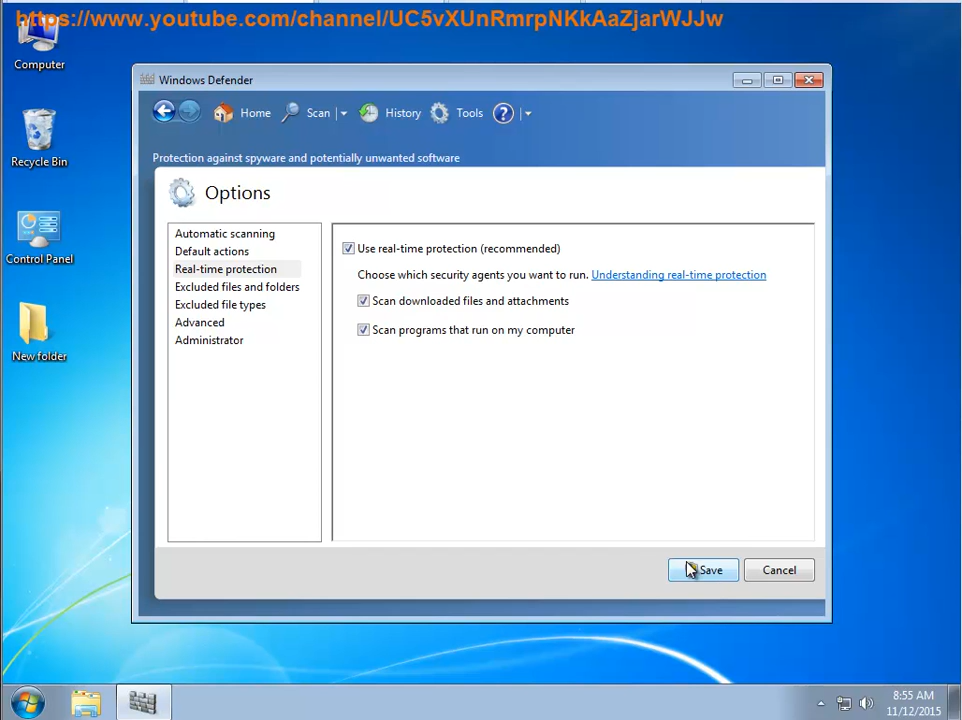 https://www.youtube.com/channel/UC5vXUnRmrpNKkAaZjarWJJw
Computer
Recycle Bin
Control Panel
New folder
Windows Defender
Home
Scan
History
Tools
?
Protection against spyware and potentially unwanted software
Options
Automatic scanning
Default actions
Real-time protection
Excluded files and folders
Excluded file types
Advanced
Administrator
Use real-time protection (recommended)
Choose which security agents you want to run. Understanding real-time protection
Scan downloaded files and attachments
Scan programs that run on my computer
Save
Cancel
8:55 AM
11/12/2015